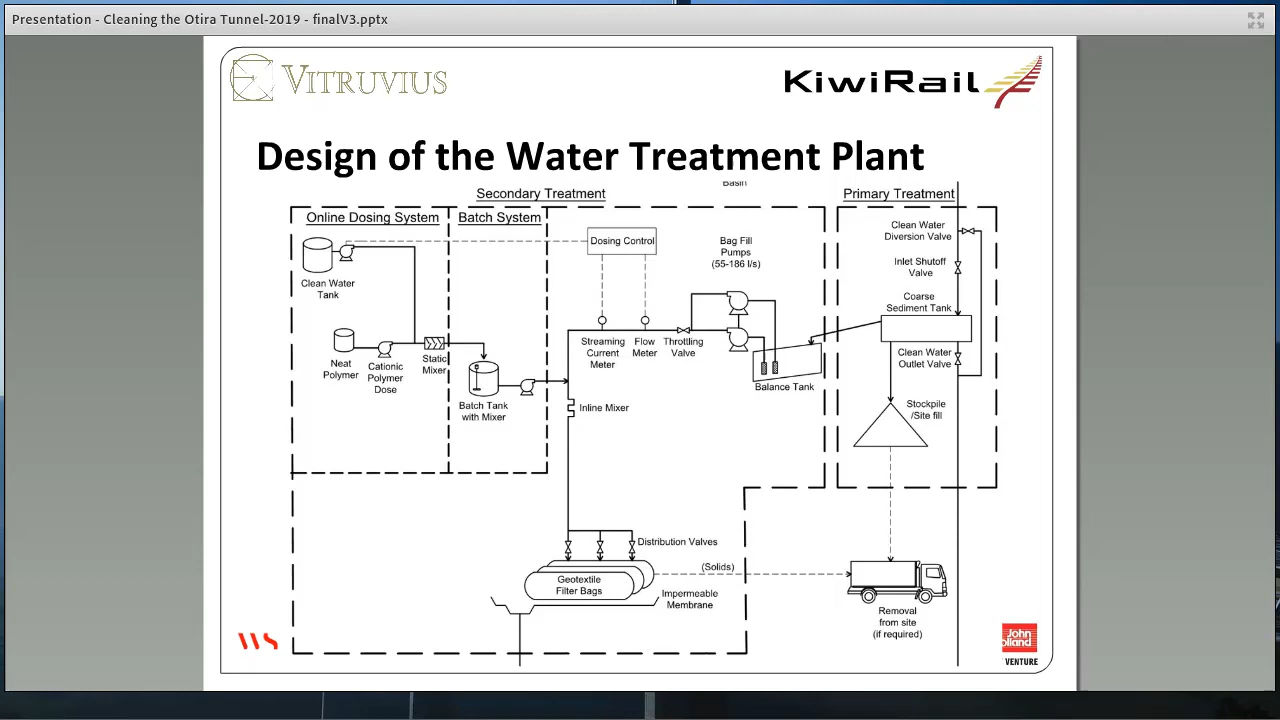 Presentation - Cleaning the Otira Tunnel-2019 - finalV3.pptx
VITRUVIUS
KiwiRail
Design of the Water Treatment Plant
Basin
Secondary Treatment
Primary Treatment
Online Dosing System
Batch System
Dosing Control
Bag Fill
Pumps
(55-186 l/s)
Clean Water
Diversion Valve
Inlet Shutoff
Valve
Clean Water
Tank
Coarse
Sediment Tank
Streaming
Current
Meter
Flow
Meter
Throttling
Valve
Clean Water
Outlet Valve
Neat
Polymer
Cationic
Polymer
Dose
Static
Mixer
Balance Tank
Batch Tank
with Mixer
Inline Mixer
Stockpile
/Site fill
Distribution Valves
(Solids)
Geotextile
Filter Bags
Impermeable
Membrane
Removal
from site
(if required)
John
olland
VENTURE